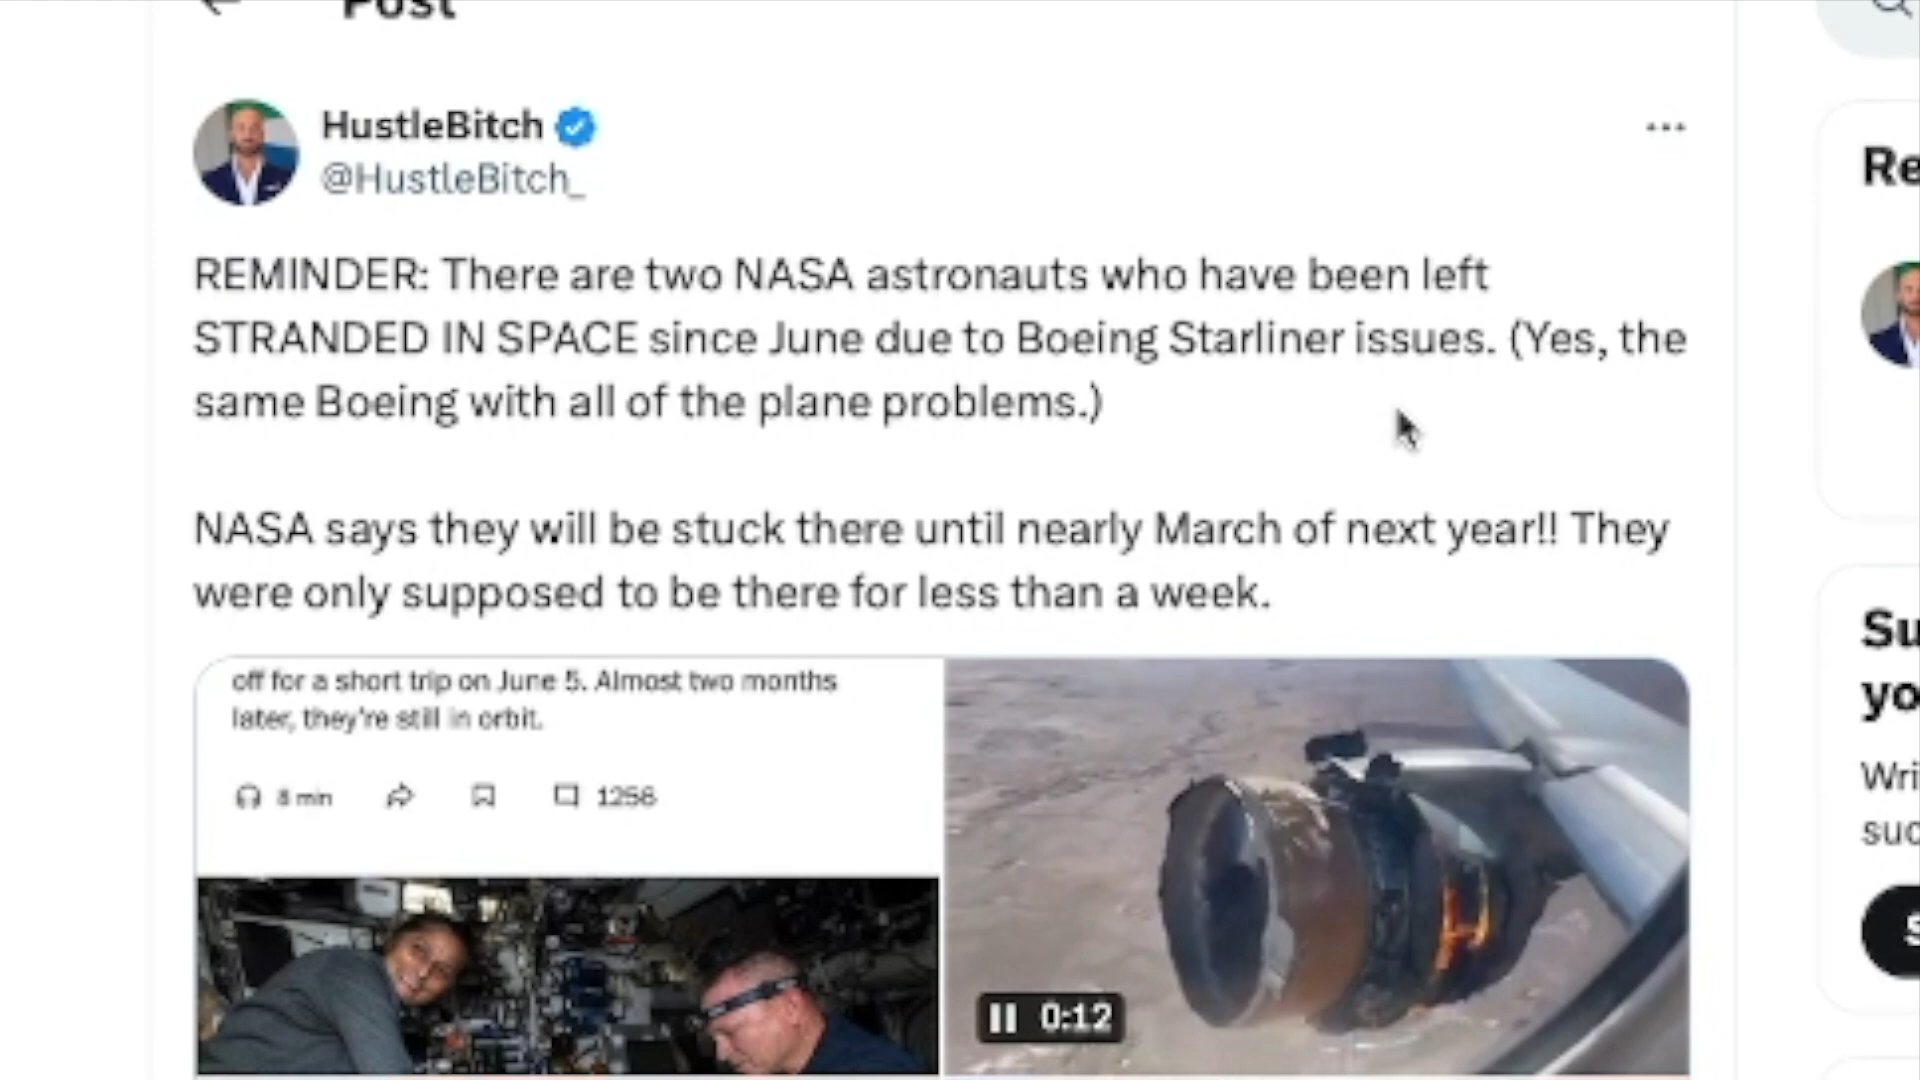 Post
HustleBitch
@HustleBitch_
REMINDER: There are two NASA astronauts who have been left
STRANDED IN SPACE since June due to Boeing Starliner issues. (Yes, the
same Boeing with all of the plane problems.)
NASA says they will be stuck there until nearly March of next year!! They
were only supposed to be there for less than a week.
off for a short trip on June 5. Almost two months
later, they're still in orbit.
8 min
1256
0:12
Re
Su
yo
Wri
suc
S